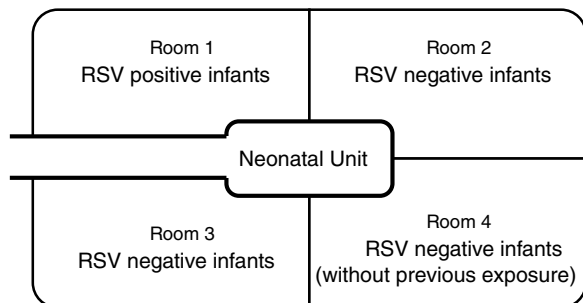 Room 1
RSV positive infants
Room 2
RSV negative infants
Neonatal Unit
Room 3
RSV negative infants
Room 4
RSV negative infants
(without previous exposure)